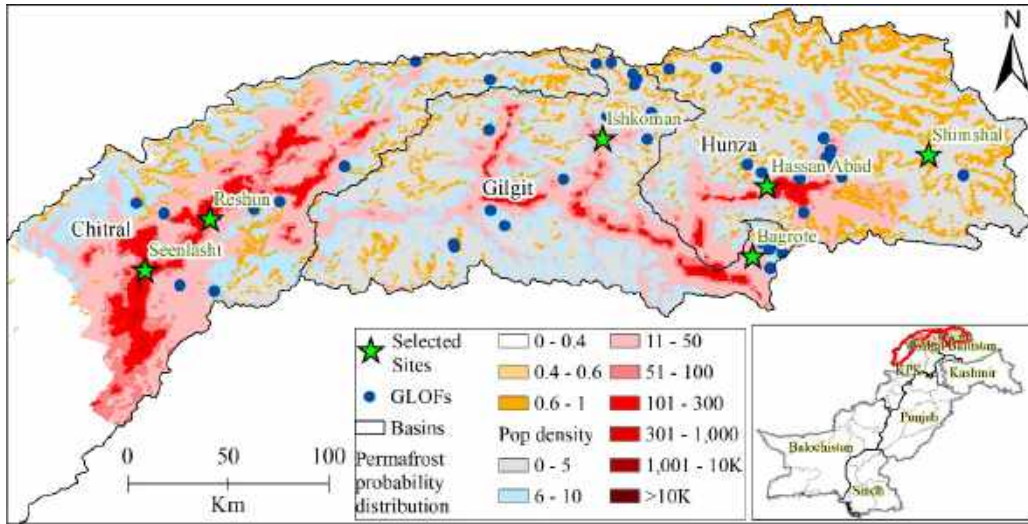 N
Ishkoman
Shimshal
Hunza
Hassan Abad
Gilgit
Reshun
Chitral
Bagrote
Seenlasht
Selected
Sites
GLOFs
Basins
Permafrost
probability
distribution
0 - 0.4
0.4 - 0.6
0.6 - 1
Pop density
0 - 5
6 - 10
11 - 50
51 - 100
101 - 300
301 - 1,000
1,001 - 10K
>10K
0 50 100
Km
KPK
Kashmir
Punjab
Balochistan
Sindh